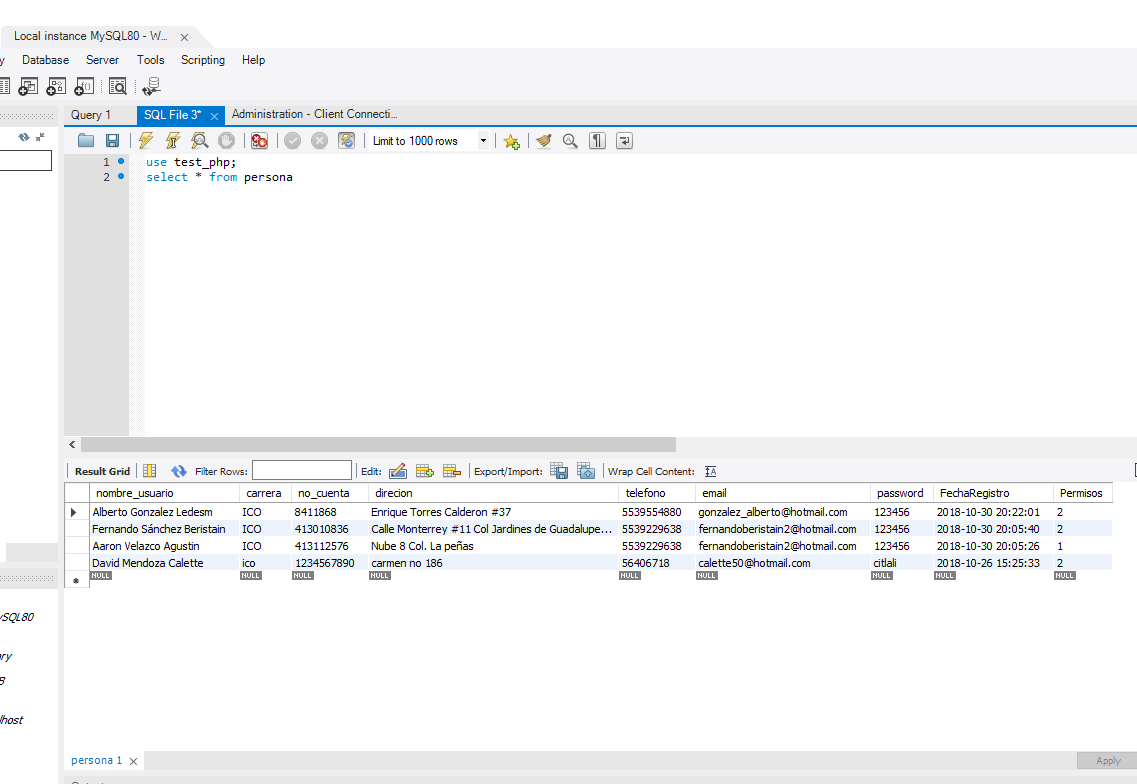 Local instance MySQL80 - W...
y Database Server Tools Scripting Help
Query 1 SQL File 3* Administration - Client Connecti...
Limit to 1000 rows
1 use test_php;
2 select * from persona
Result Grid Filter Rows: Edit: Export/Import: Wrap Cell Content:
nombre_usuario carrera no_cuenta direcion telefono email password FechaRegistro Permisos
Alberto Gonzalez Ledesm ICO 8411868 Enrique Torres Calderon #37 5539554880 gonzalez_alberto@hotmail.com 123456 2018-10-30 20:22:01 2
Fernando Sánchez Beristain ICO 413010836 Calle Monterrey #11 Col Jardines de Guadalupe... 5539229638 fernandoberistain2@hotmail.com 123456 2018-10-30 20:05:40 2
Aaron Velazco Agustin ICO 413112576 Nube 8 Col. La peñas 5539229638 fernandoberistain2@hotmail.com 123456 2018-10-30 20:05:26 1
David Mendoza Calette ico 1234567890 carmen no 186 56406718 calette50@hotmail.com citlali 2018-10-26 15:25:33 2
NULL NULL NULL NULL NULL NULL NULL NULL NULL
ySQL80
ary
B
lhost
persona 1
Apply